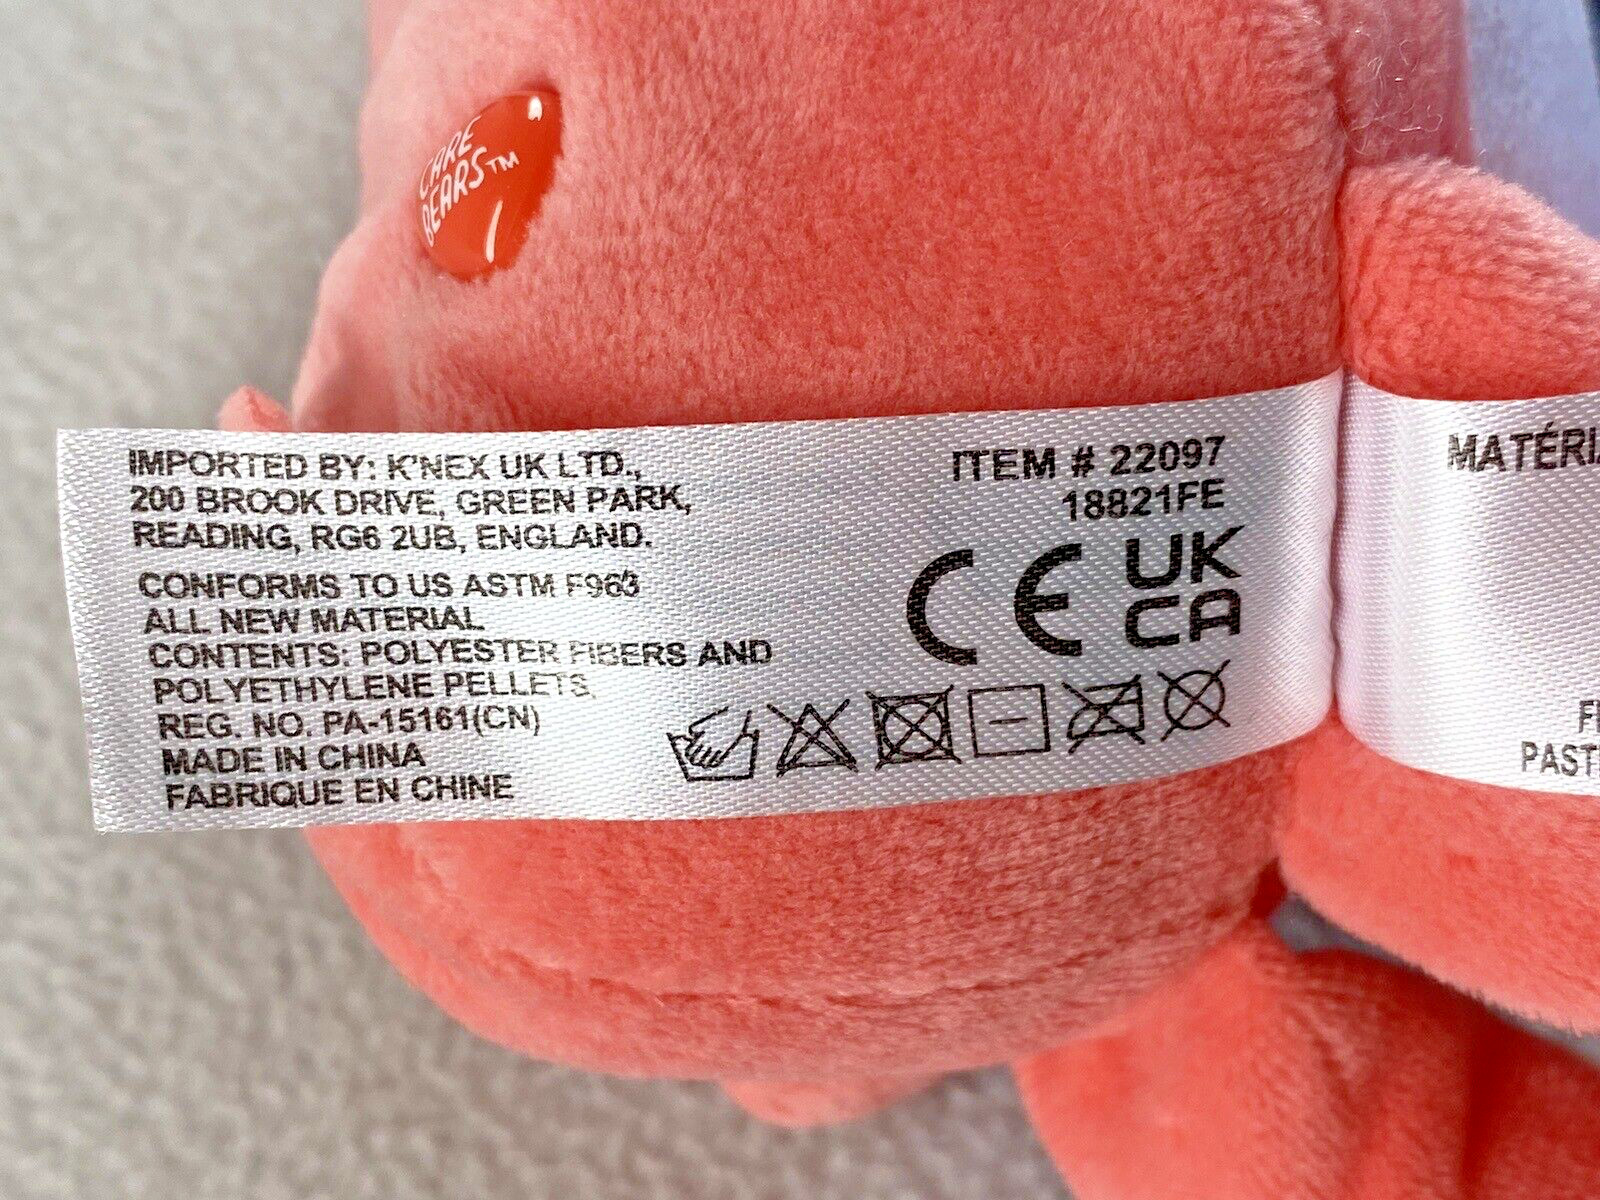 CARE
BEARS™
IMPORTED BY: K'NEX UK LTD.,
200 BROOK DRIVE, GREEN PARK,
READING, RG6 2UB, ENGLAND.
CONFORMS TO US ASTM F963
ALL NEW MATERIAL
CONTENTS: POLYESTER FIBERS AND
POLYETHYLENE PELLETS.
REG. NO. PA-15161(CN)
MADE IN CHINA
FABRIQUE EN CHINE
ITEM # 22097
18821FE
CE UK
CA